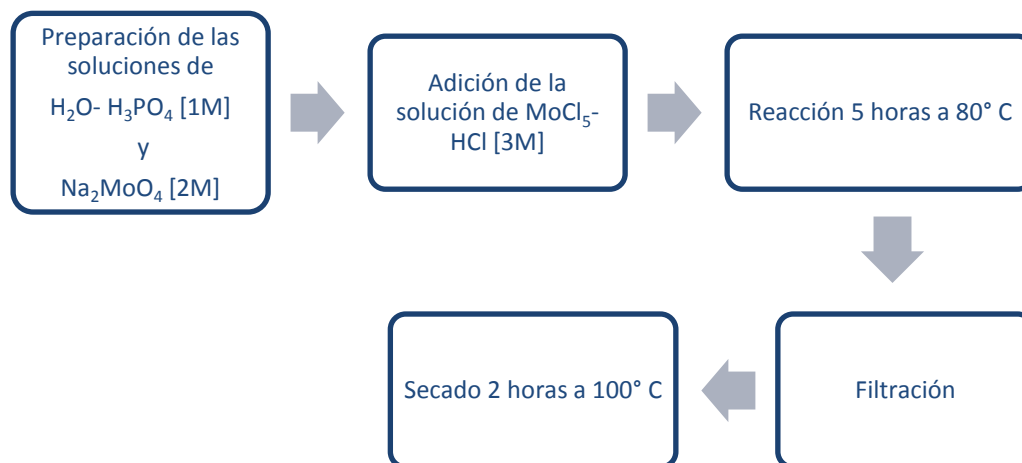 Preparación de las
soluciones de
H₂O- H₃PO₄ [1M]
y
Na₂MoO₄ [2M]
Adición de la
solución de MoCl₅-
HCl [3M]
Reacción 5 horas a 80° C
Filtración
Secado 2 horas a 100° C